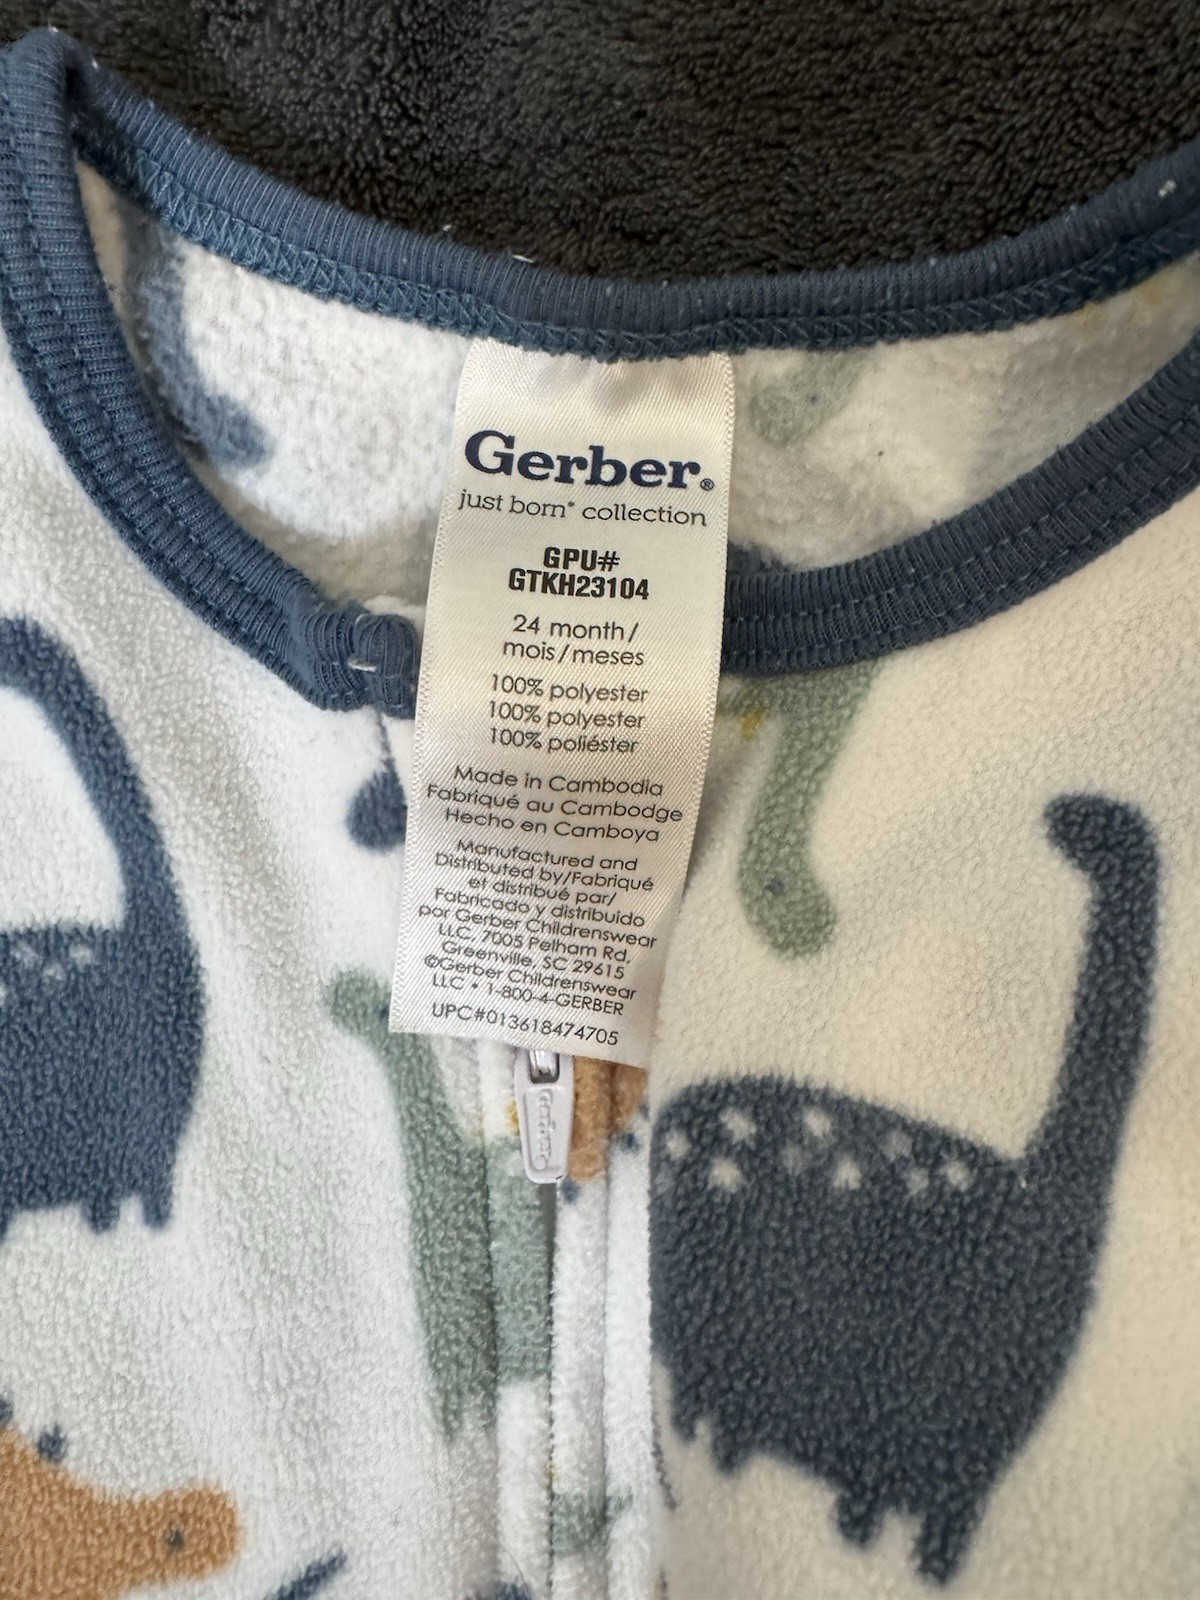 Gerber®
just born® collection
GPU#
GTKH23104
24 month/
mois/meses
100% polyester
100% polyester
100% poliéster
Made in Cambodia
Fabriqué au Cambodge
Hecho en Camboya
Manufactured and
Distributed by/Fabriqué
et distribué par/
Fabricado y distribuido
por Gerber Childrenswear
LLC, 7005 Pelham Rd,
Greenville, SC 29615
©Gerber Childrenswear
LLC • 1-800-4-GERBER
UPC#013618474705
Gerber